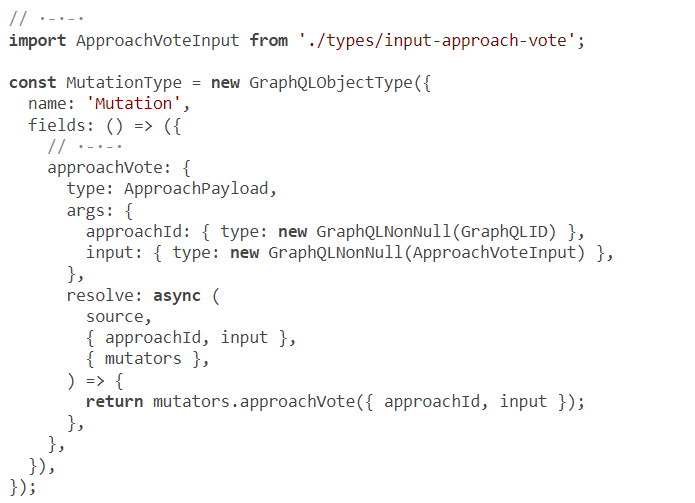 // ·-·-·
import ApproachVoteInput from './types/input-approach-vote';

const MutationType = new GraphQLObjectType({
  name: 'Mutation',
  fields: () => ({
    // ·-·-·
    approachVote: {
      type: ApproachPayload,
      args: {
        approachId: { type: new GraphQLNonNull(GraphQLID) },
        input: { type: new GraphQLNonNull(ApproachVoteInput) },
      },
      resolve: async (
        source,
        { approachId, input },
        { mutators },
      ) => {
        return mutators.approachVote({ approachId, input });
      },
    },
  }),
});